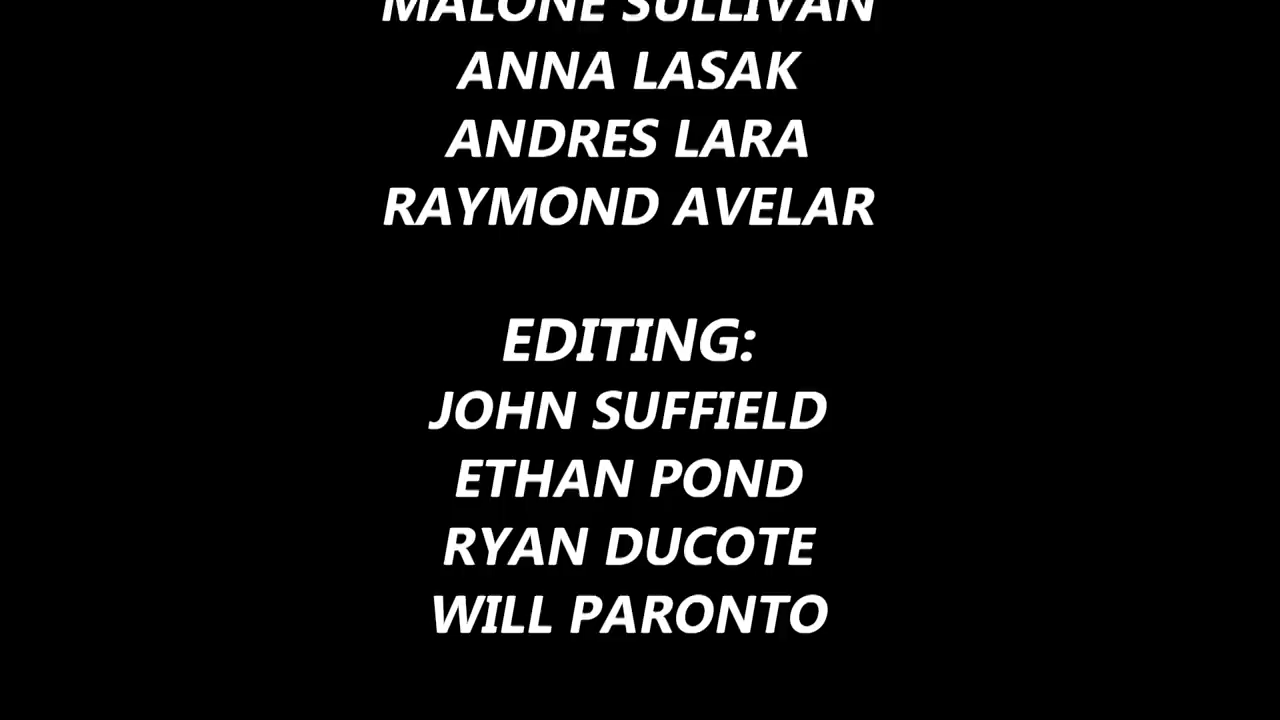 MALONE SULLIVAN
ANNA LASAK
ANDRES LARA
RAYMOND AVELAR
EDITING:
JOHN SUFFIELD
ETHAN POND
RYAN DUCOTE
WILL PARONTO